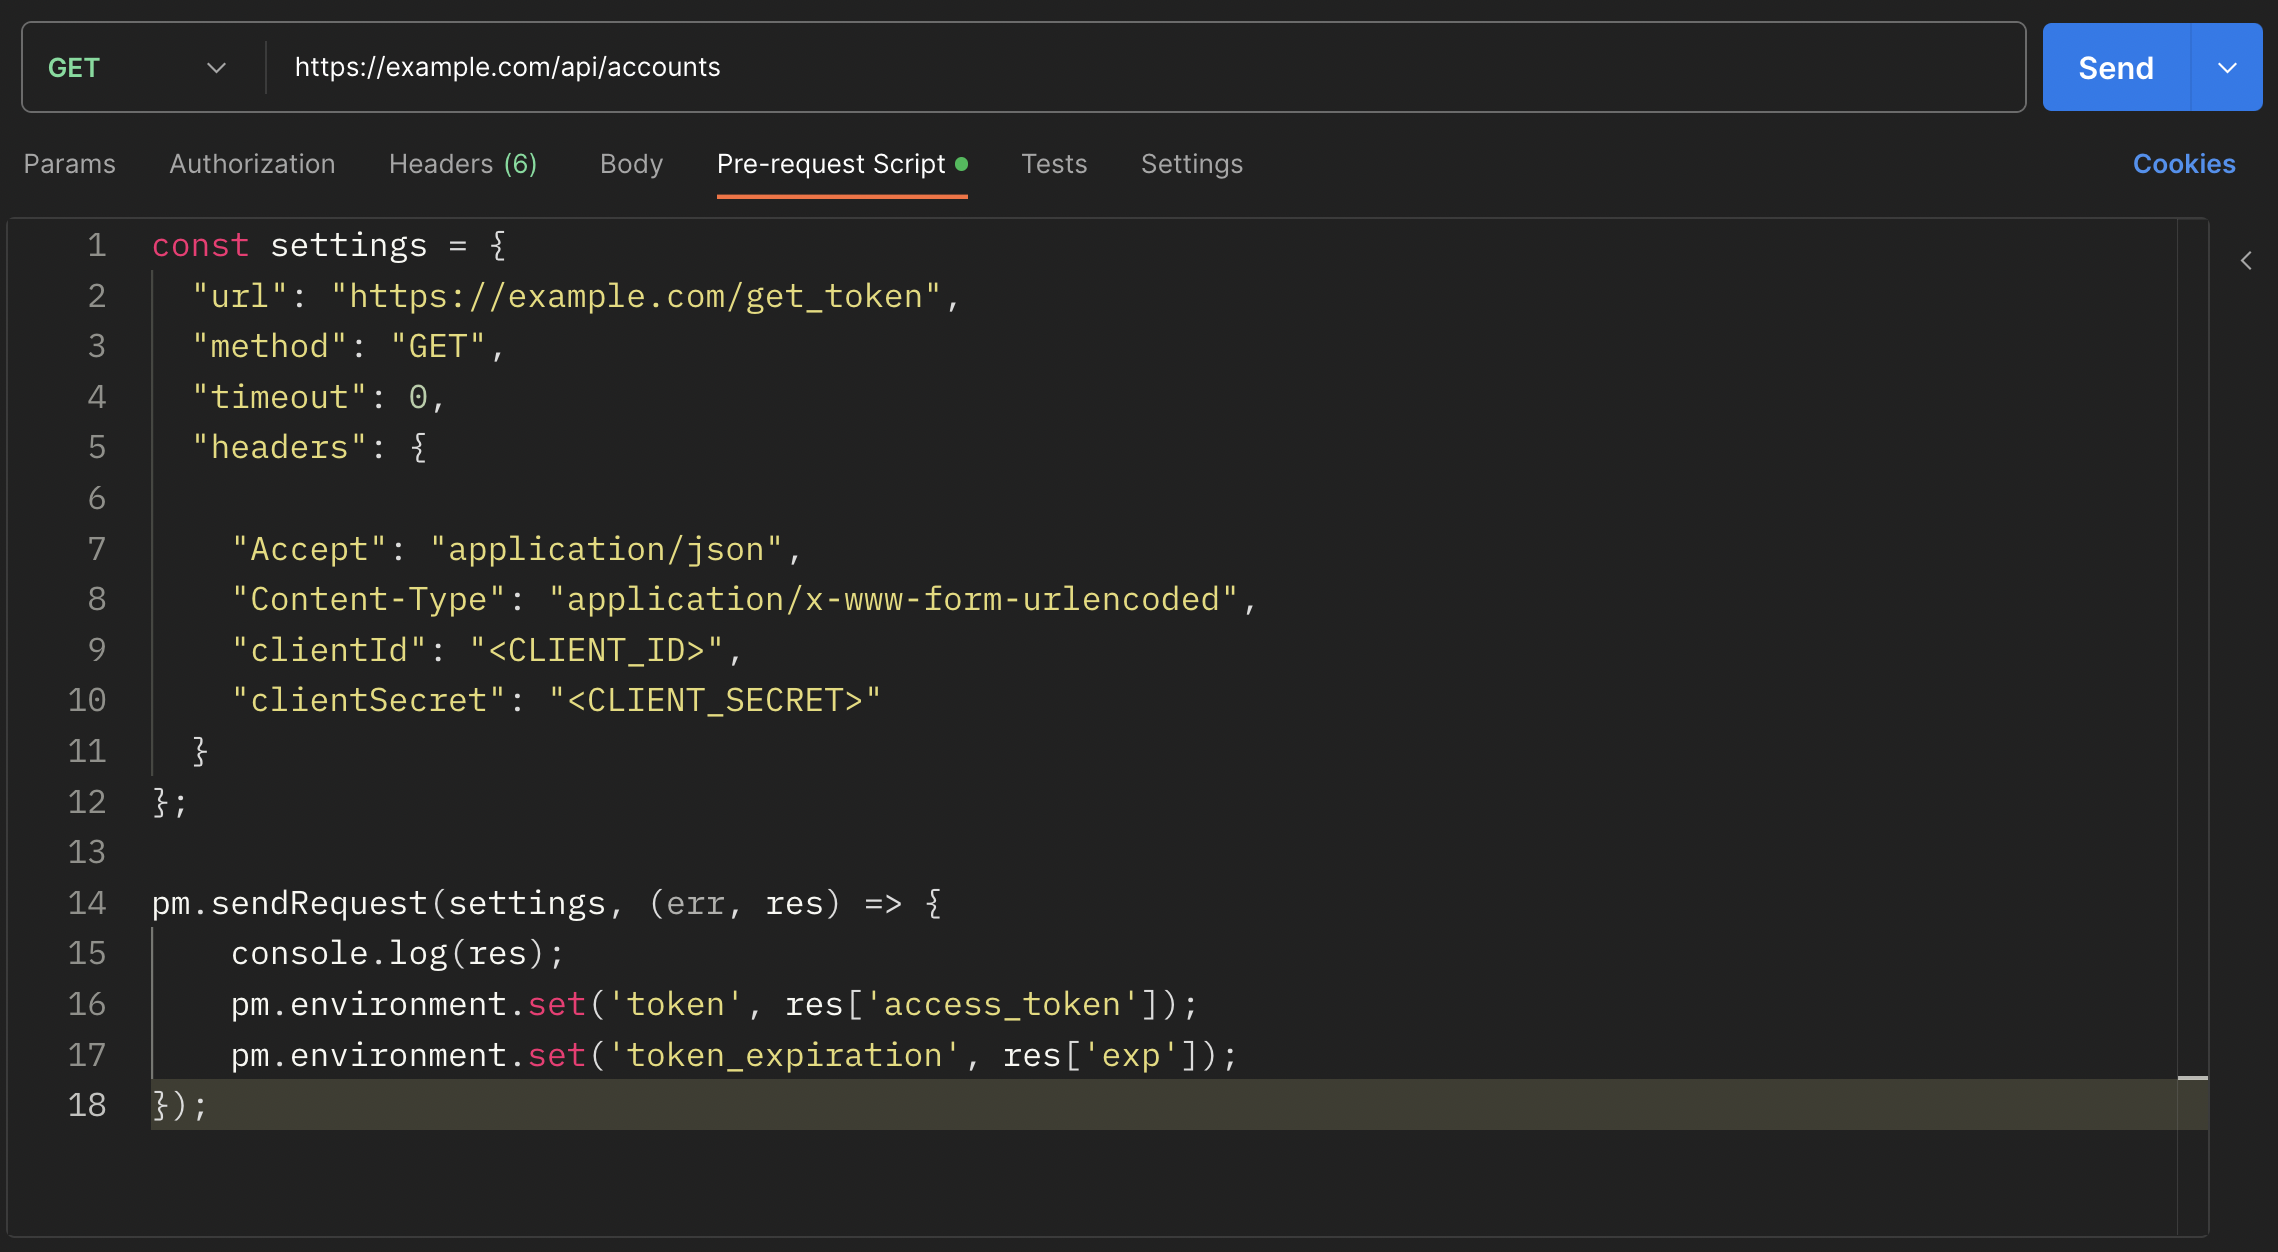 GET https://example.com/api/accounts Send
Params Authorization Headers (6) Body Pre-request Script Tests Settings Cookies
1 const settings = {
2 "url": "https://example.com/get_token",
3 "method": "GET",
4 "timeout": 0,
5 "headers": {
6
7 "Accept": "application/json",
8 "Content-Type": "application/x-www-form-urlencoded",
9 "clientId": "<CLIENT_ID>",
10 "clientSecret": "<CLIENT_SECRET>"
11 }
12 };
13
14 pm.sendRequest(settings, (err, res) => {
15 console.log(res);
16 pm.environment.set('token', res['access_token']);
17 pm.environment.set('token_expiration', res['exp']);
18 });